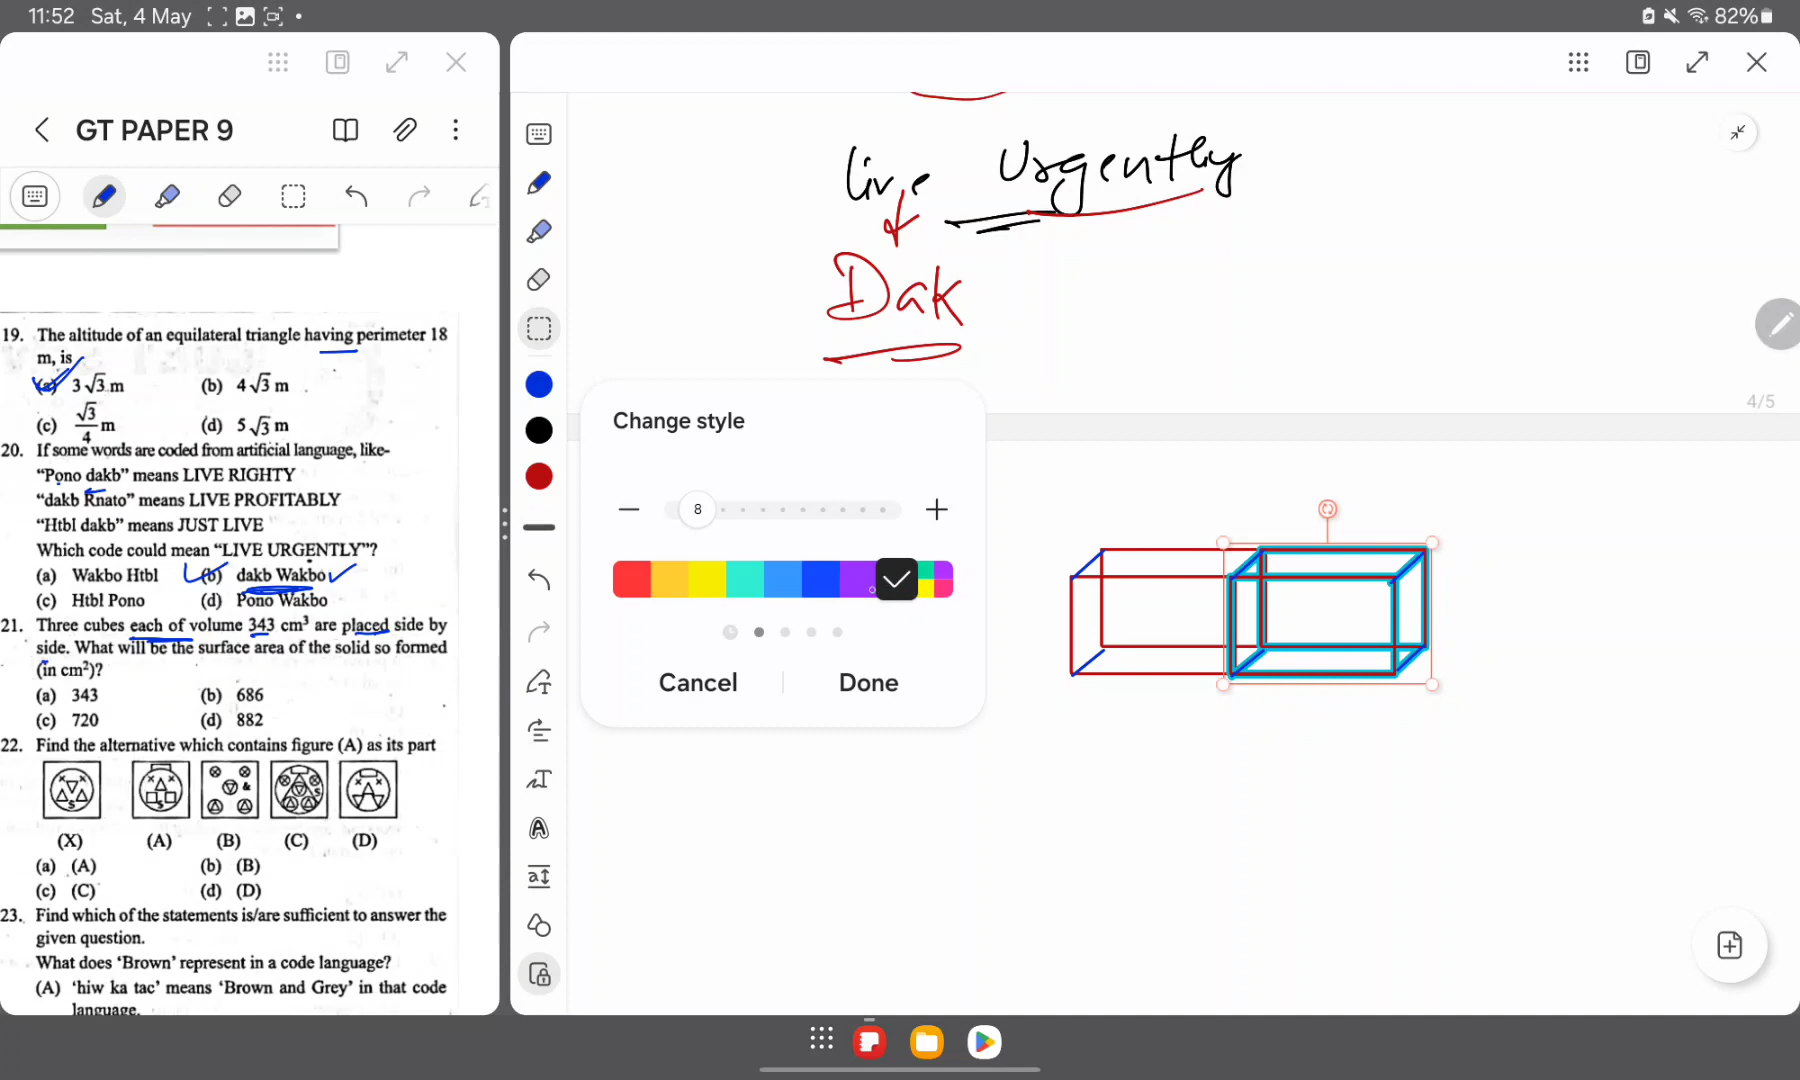 11:52 Sat, 4 May
82%
GT PAPER 9
19. The altitude of an equilateral triangle having perimeter 18
m, is
(a) 3√3 m (b) 4√3 m
(c) √3/4 m (d) 5√3 m
20. If some words are coded from artificial language, like-
“Pono dakb” means LIVE RIGHTY
“dakb Rnato” means LIVE PROFITABLY
“Htbl dakb” means JUST LIVE
Which code could mean “LIVE URGENTLY”?
(a) Wakbo Htbl (b) dakb Wakbo
(c) Htbl Pono (d) Pono Wakbo
21. Three cubes each of volume 343 cm³ are placed side by
side. What will be the surface area of the solid so formed
(in cm²)?
(a) 343 (b) 686
(c) 720 (d) 882
22. Find the alternative which contains figure (A) as its part
(X) (A) (B) (C) (D)
(a) (A) (b) (B)
(c) (C) (d) (D)
23. Find which of the statements is/are sufficient to answer the
given question.
What does ‘Brown’ represent in a code language?
(A) ‘hiw ka tac’ means ‘Brown and Grey’ in that code
language.
live Urgently
Dak
4/5
Change style
8
Cancel Done